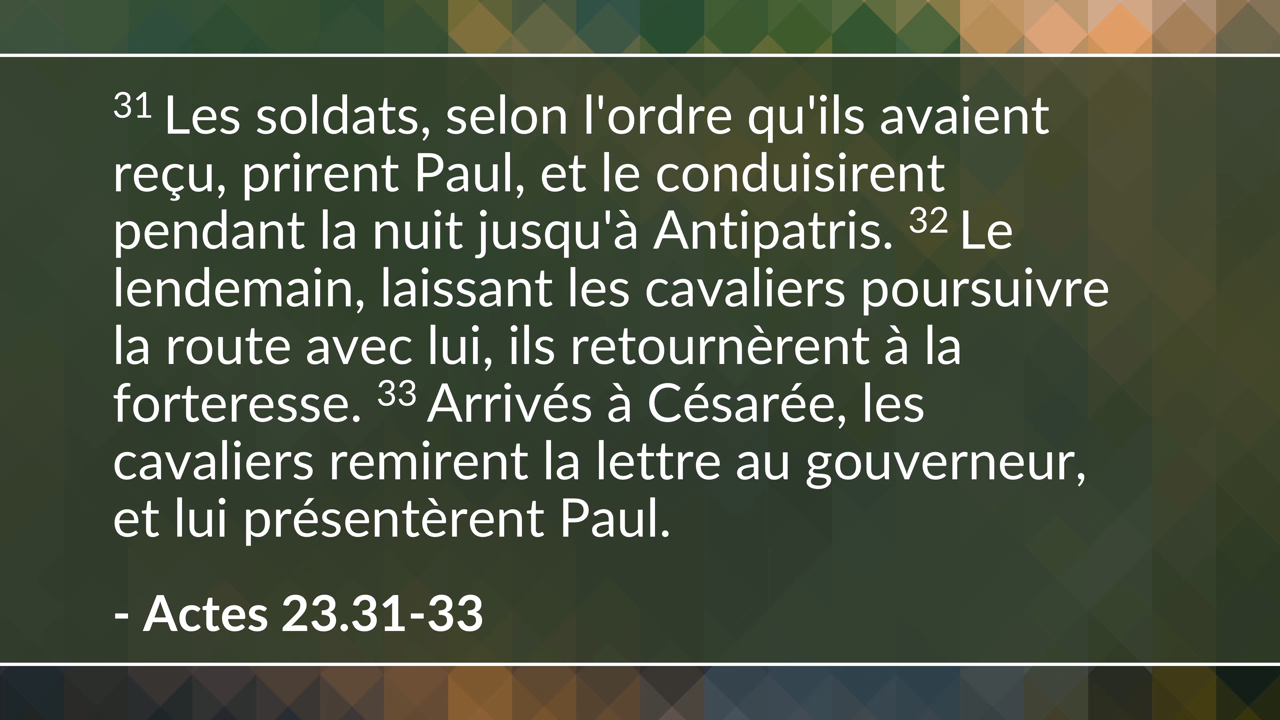 31 Les soldats, selon l'ordre qu'ils avaient
reçu, prirent Paul, et le conduisirent
pendant la nuit jusqu'à Antipatris. 32 Le
lendemain, laissant les cavaliers poursuivre
la route avec lui, ils retournèrent à la
forteresse. 33 Arrivés à Césarée, les
cavaliers remirent la lettre au gouverneur,
et lui présentèrent Paul.
- Actes 23.31-33